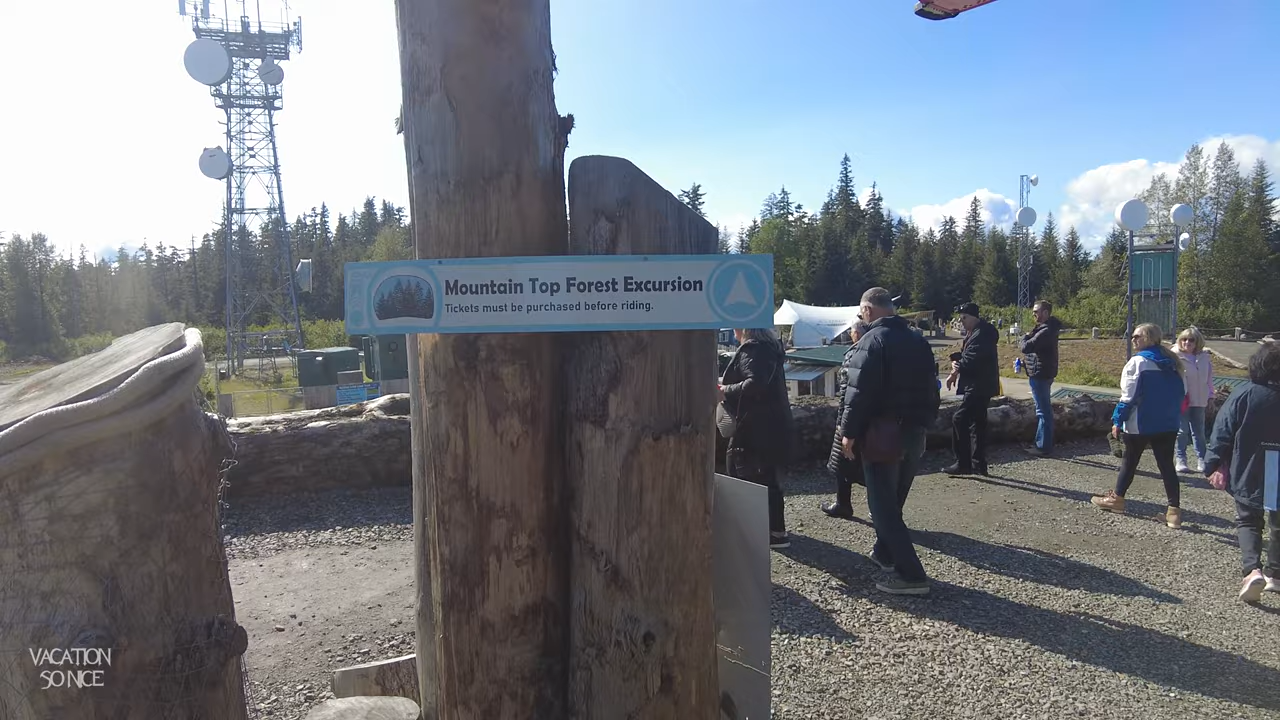 Mountain Top Forest Excursion
Tickets must be purchased before riding.
VACATION
SO NICE